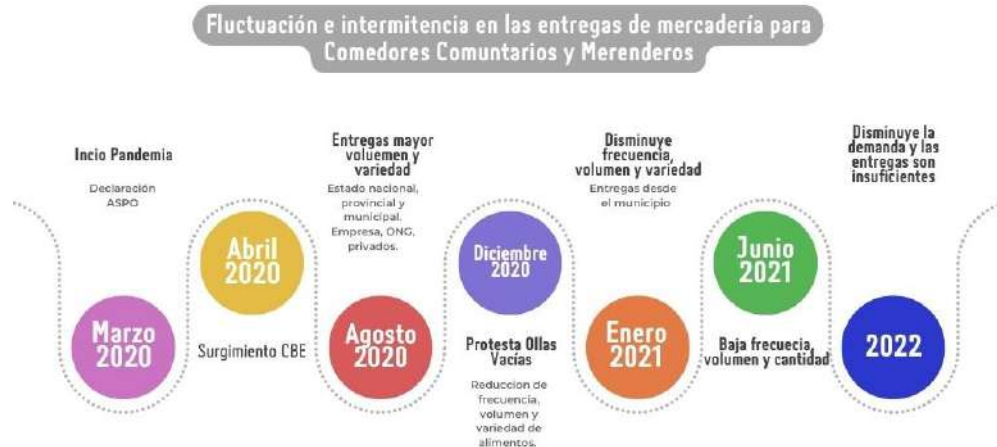 Fluctuación e intermitencia en las entregas de mercadería para
Comedores Comuntarios y Merenderos
Incio Pandemia
Declaración
ASPO
Marzo
2020
Abril
2020
Surgimiento CBE
Entregas mayor
voluemen y
variedad
Estado nacional,
provincial y
municipal.
Empresa, ONG,
privados.
Agosto
2020
Diciembre
2020
Protesta Ollas
Vacías
Reduccion de
frecuencia,
volumen y
variedad de
alimentos.
Disminuye
frecuencia,
volumen y variedad
Entregas desde
el municipio
Enero
2021
Junio
2021
Baja frecuecia,
volumen y cantidad
Disminuye la
demanda y las
entregas son
insuficientes
2022